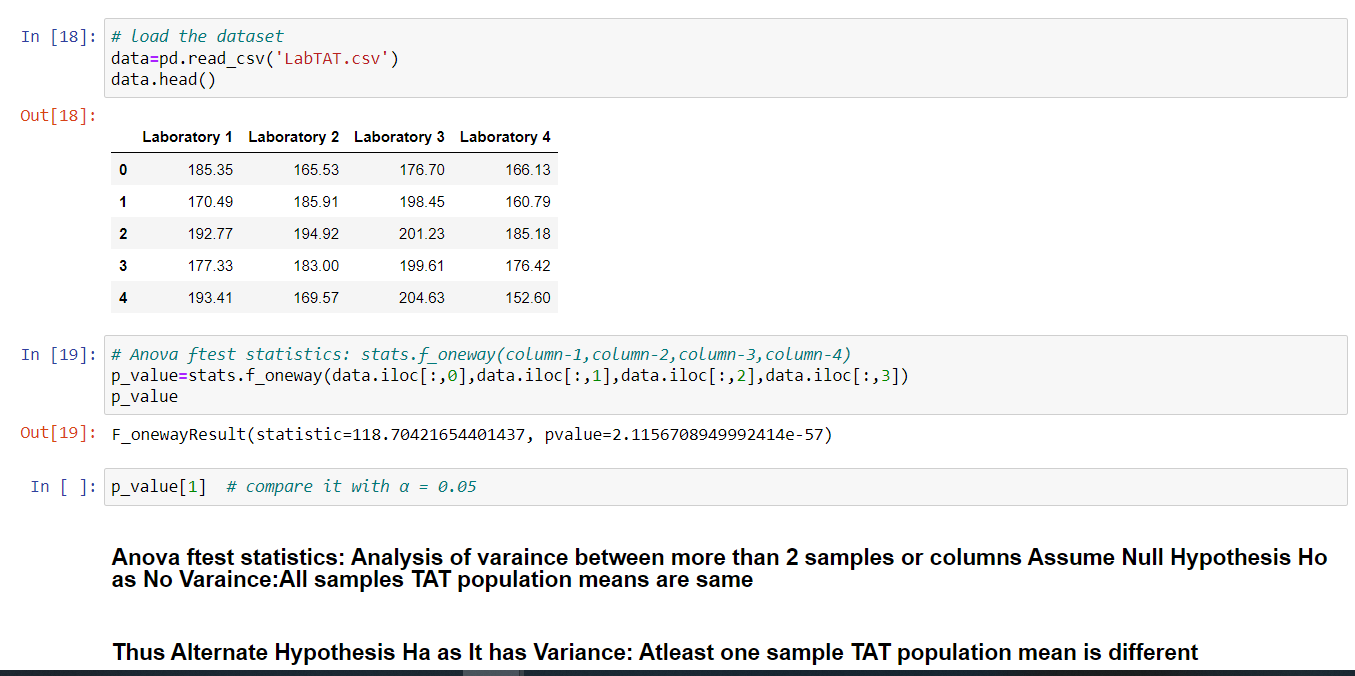 In [18]: # load the dataset
data=pd.read_csv('LabTAT.csv')
data.head()
Out[18]:
Laboratory 1 Laboratory 2 Laboratory 3 Laboratory 4
0 185.35 165.53 176.70 166.13
1 170.49 185.91 198.45 160.79
2 192.77 194.92 201.23 185.18
3 177.33 183.00 199.61 176.42
4 193.41 169.57 204.63 152.60
In [19]: # Anova ftest statistics: stats.f_oneway(column-1,column-2,column-3,column-4)
p_value=stats.f_oneway(data.iloc[:,0],data.iloc[:,1],data.iloc[:,2],data.iloc[:,3])
p_value
Out[19]: F_onewayResult(statistic=118.70421654401437, pvalue=2.1156708949992414e-57)
In [ ]: p_value[1]  # compare it with α = 0.05
Anova ftest statistics: Analysis of varaince between more than 2 samples or columns Assume Null Hypothesis Ho
as No Varaince:All samples TAT population means are same
Thus Alternate Hypothesis Ha as It has Variance: Atleast one sample TAT population mean is different